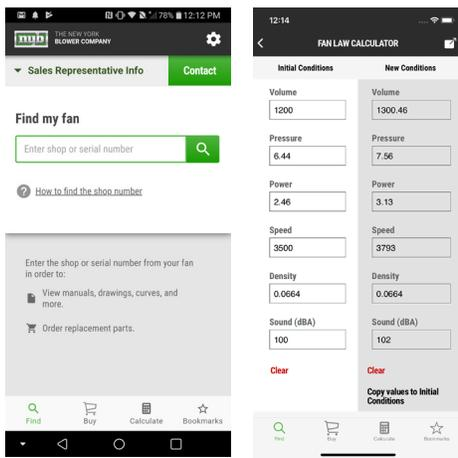 78% 12:12 PM
nyb THE NEW YORK
BLOWER COMPANY
Sales Representative Info Contact
Find my fan
Enter shop or serial number
? How to find the shop number
Enter the shop or serial number from your fan
in order to:
View manuals, drawings, curves, and
more.
Order replacement parts.
Find Buy Calculate Bookmarks
12:14
FAN LAW CALCULATOR
Initial Conditions New Conditions
Volume Volume
1200 1300.46
Pressure Pressure
6.44 7.56
Power Power
2.46 3.13
Speed Speed
3500 3793
Density Density
0.0664 0.0664
Sound (dBA) Sound (dBA)
100 102
Clear Clear
Copy values to Initial
Conditions
Find Buy Calculate Bookmarks